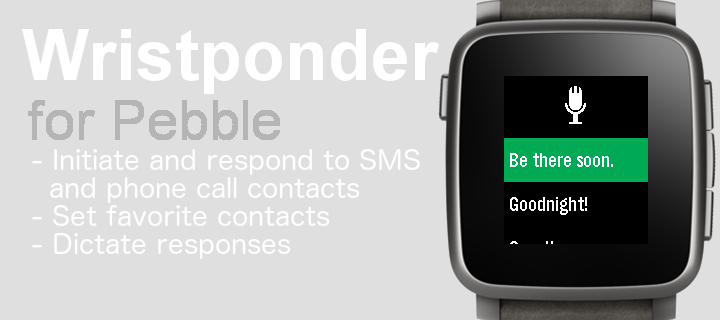 Wristponder
for Pebble
- Initiate and respond to SMS
and phone call contacts
- Set favorite contacts
- Dictate responses
Be there soon.
Goodnight!